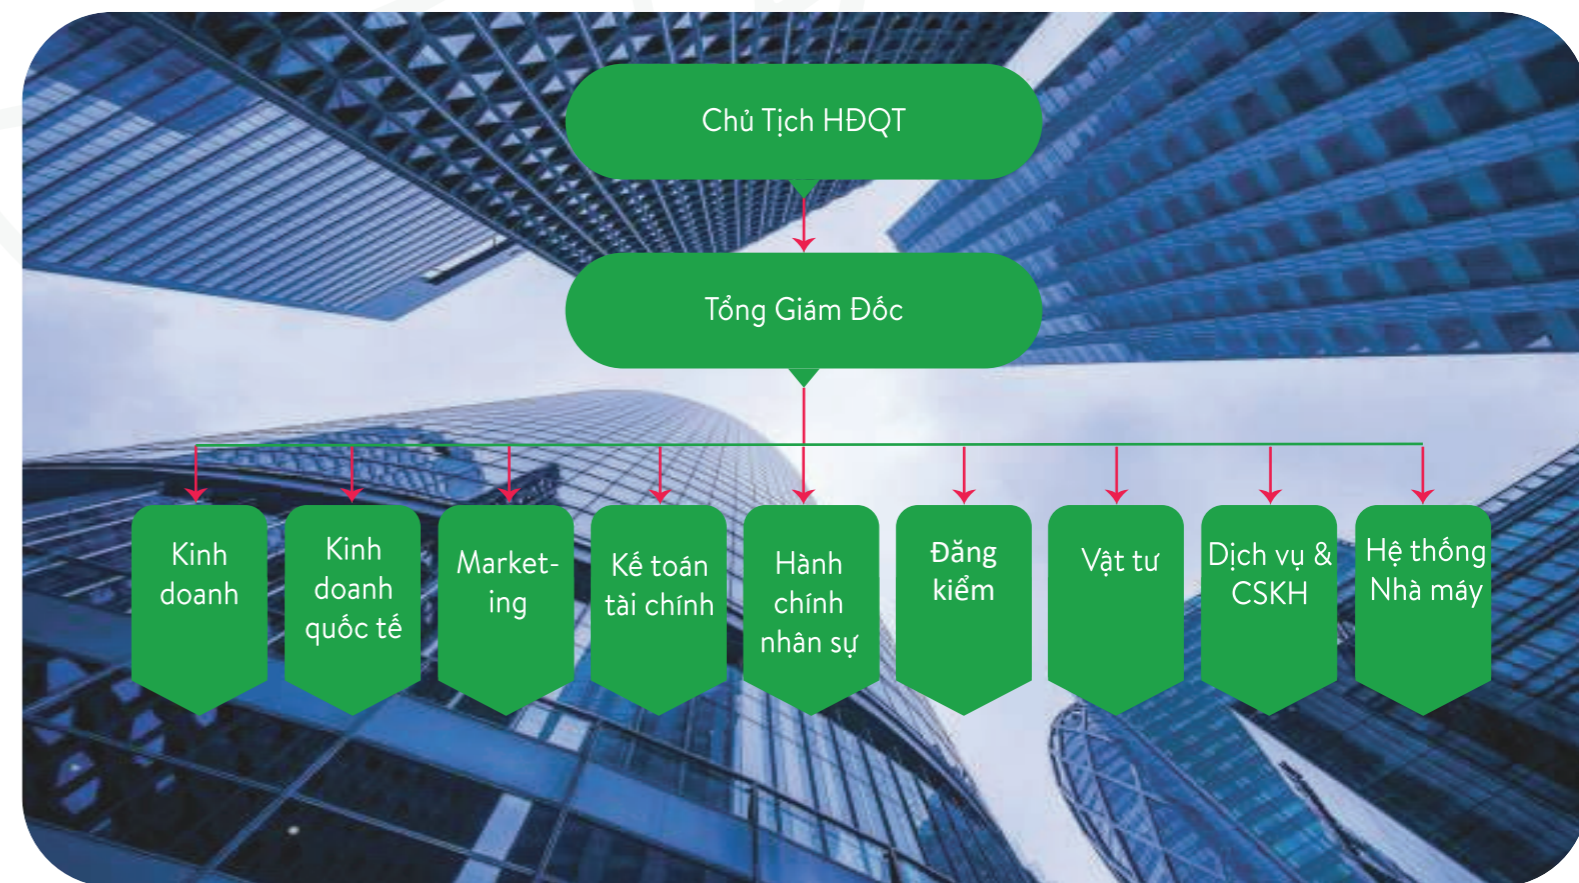 Chủ Tịch HĐQT
Tổng Giám Đốc
Kinh
doanh
Kinh
doanh
quốc tế
Market-
ing
Kế toán
tài chính
Hành
chính
nhân sự
Đăng
kiểm
Vật tư
Dịch vụ &
CSKH
Hệ thống
Nhà máy